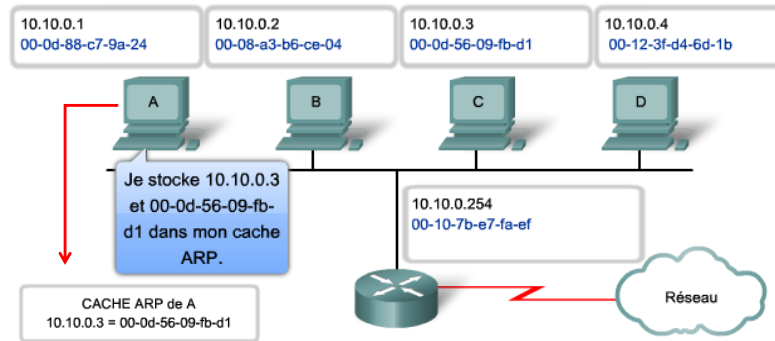 10.10.0.1
00-0d-88-c7-9a-24
10.10.0.2
00-08-a3-b6-ce-04
10.10.0.3
00-0d-56-09-fb-d1
10.10.0.4
00-12-3f-d4-6d-1b
A
B
C
D
Je stocke 10.10.0.3
et 00-0d-56-09-fb-
d1 dans mon cache
ARP.
10.10.0.254
00-10-7b-e7-fa-ef
CACHE ARP de A
10.10.0.3 = 00-0d-56-09-fb-d1
Réseau